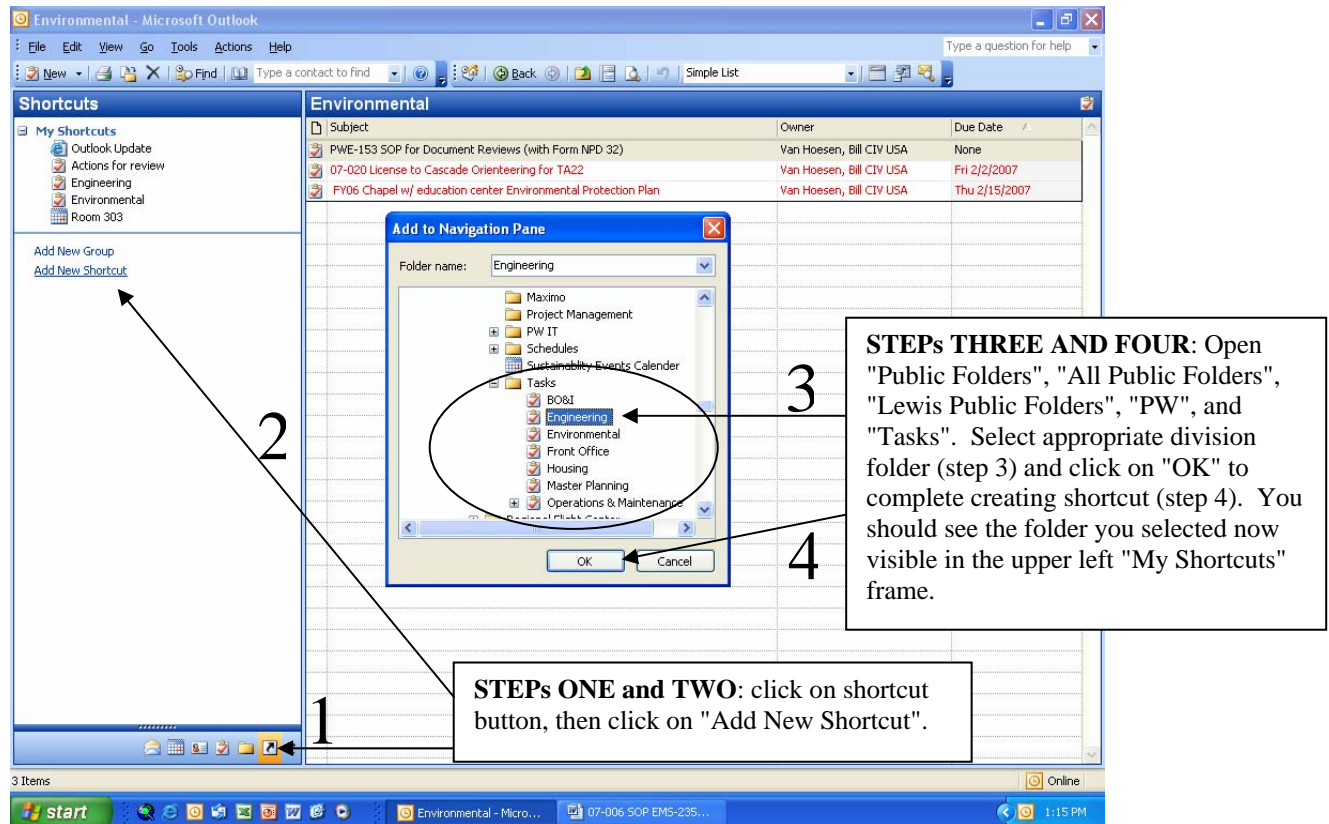 Environmental - Microsoft Outlook
File Edit View Go Tools Actions Help
Type a question for help
New Find Type a contact to find Back Simple List
Shortcuts
My Shortcuts
Outlook Update
Actions for review
Engineering
Environmental
Room 303
Add New Group
Add New Shortcut
Environmental
Subject Owner Due Date
PWE-153 SOP for Document Reviews (with Form NPD 32) Van Hoesen, Bill CIV USA None
07-020 License to Cascade Orienteering for TA22 Van Hoesen, Bill CIV USA Fri 2/2/2007
FY06 Chapel w/ education center Environmental Protection Plan Van Hoesen, Bill CIV USA Thu 2/15/2007
Add to Navigation Pane
Folder name: Engineering
Maximo
Project Management
PW IT
Schedules
Sustainablity Events Calender
Tasks
BO&I
Engineering
Environmental
Front Office
Housing
Master Planning
Operations & Maintenance
Regional Flight Center
OK Cancel
2
3
4
1
STEPs THREE AND FOUR: Open
"Public Folders", "All Public Folders",
"Lewis Public Folders", "PW", and
"Tasks". Select appropriate division
folder (step 3) and click on "OK" to
complete creating shortcut (step 4). You
should see the folder you selected now
visible in the upper left "My Shortcuts"
frame.
STEPs ONE and TWO: click on shortcut
button, then click on "Add New Shortcut".
3 Items
Online
start
Environmental - Micro...
07-006 SOP EMS-235...
1:15 PM